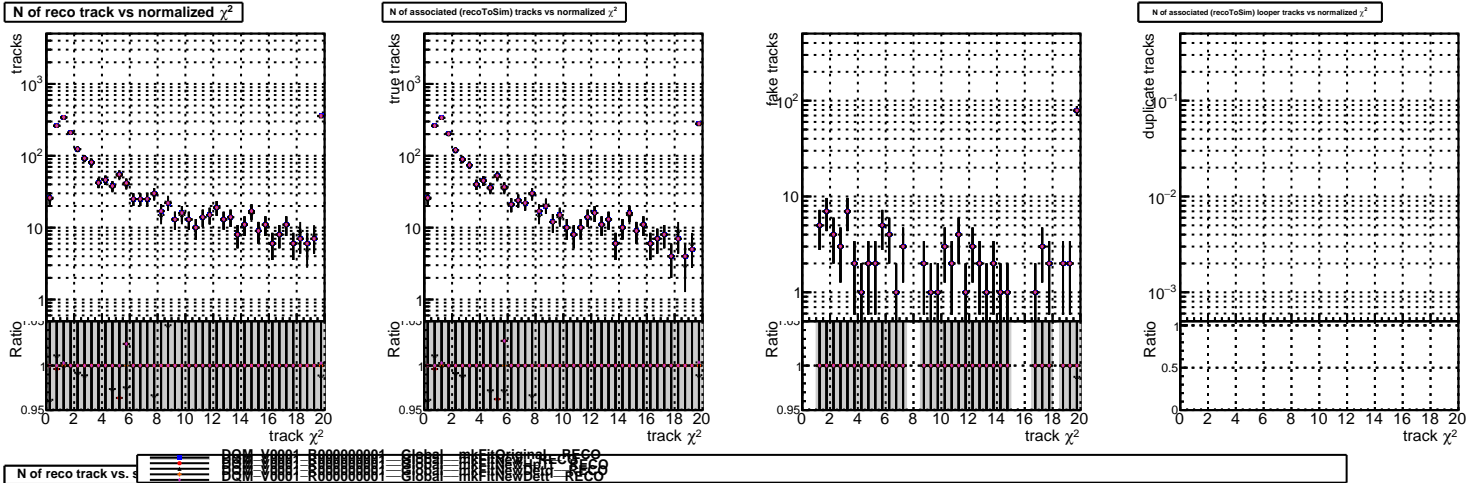 N of reco track vs normalized χ²
N of associated (recoToSim) tracks vs normalized χ²
N of associated (recoToSim) looper tracks vs normalized χ²
tracks
10³
10²
10
1
Ratio
1
0.95
0 2 4 6 8 10 12 14 16 18 20
track χ²
true tracks
10³
10²
10
1
Ratio
1
0.95
0 2 4 6 8 10 12 14 16 18 20
track χ²
fake tracks
10²
10
1
Ratio
1
0.95
0 2 4 6 8 10 12 14 16 18 20
track χ²
duplicate tracks
10⁻¹
10⁻²
10⁻³
Ratio
1
0.5
0
0 2 4 6 8 10 12 14 16 18 20
track χ²
N of reco track vs. s
DQM_V0001_R000000001__Global__mkFitOriginal__RECO
DQM_V0001_R000000001__Global__mkFitNewDett__RECO